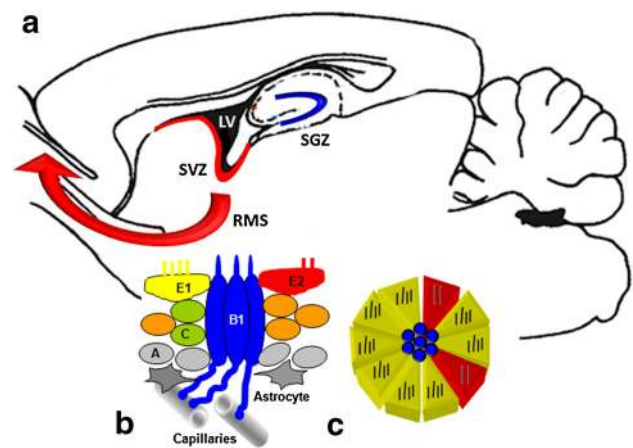 a
LV
SGZ
SVZ
RMS
E1
E2
B1
C
A
Astrocyte
b
c
Capillaries